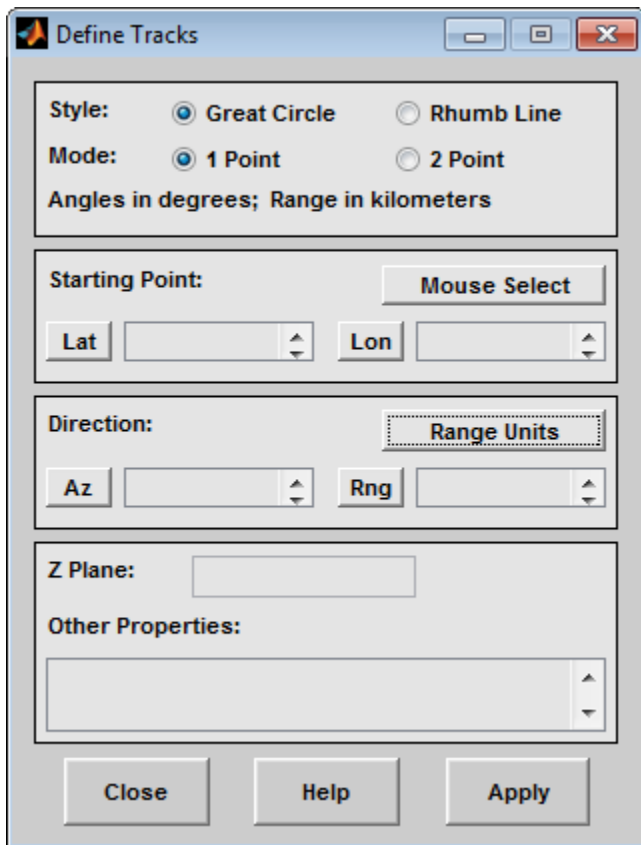 Define Tracks
Style: Great Circle Rhumb Line
Mode: 1 Point 2 Point
Angles in degrees; Range in kilometers
Starting Point: Mouse Select
Lat Lon
Direction: Range Units
Az Rng
Z Plane:
Other Properties:
Close Help Apply